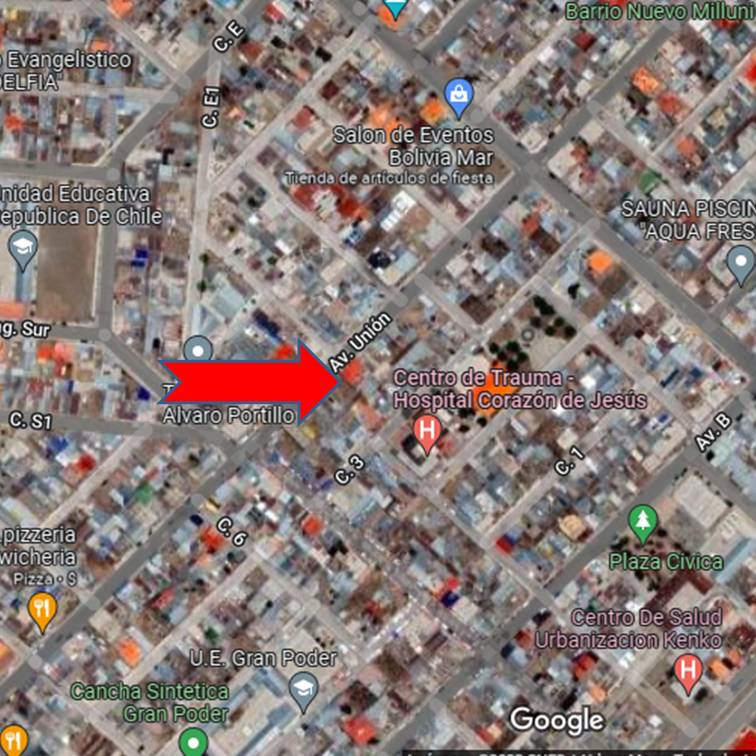 Barrio Nuevo Milluni
C. E
Evangelistico
C. E1
Salon de Eventos
Bolivia Mar
Tienda de artículos de fiesta
nidad Educativa
epublica De Chile
SAUNA PISCIN
"AQUA FRES
g. Sur
Av. Unión
Centro de Trauma -
Hospital Corazón de Jesús
H
Alvaro Portillo
C. S1
Av. B
C. 3
C. 1
C. 6
pizzeria
wicheria
Pizza · $
Plaza Civica
Centro De Salud
Urbanizacion Kenko
H
U.E. Gran Poder
Cancha Sintetica
Gran Poder
Google